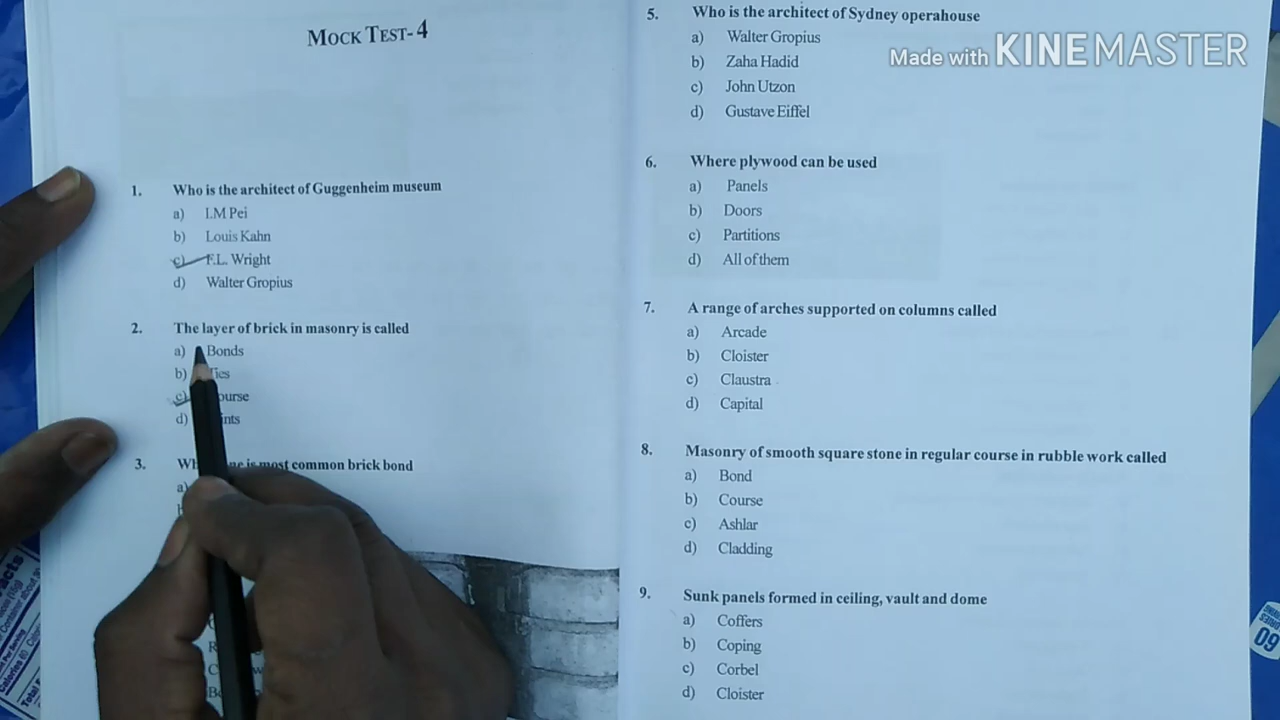 MOCK TEST-4
1. Who is the architect of Guggenheim museum
a) I.M Pei
b) Louis Kahn
c) F.L. Wright
d) Walter Gropius
2. The layer of brick in masonry is called
a) Bonds
b)
c)
d)
3. is most common brick bond
a)
5. Who is the architect of Sydney operahouse
a) Walter Gropius
b) Zaha Hadid
c) John Utzon
d) Gustave Eiffel
6. Where plywood can be used
a) Panels
b) Doors
c) Partitions
d) All of them
7. A range of arches supported on columns called
a) Arcade
b) Cloister
c) Claustra
d) Capital
8. Masonry of smooth square stone in regular course in rubble work called
a) Bond
b) Course
c) Ashlar
d) Cladding
9. Sunk panels formed in ceiling, vault and dome
a) Coffers
b) Coping
c) Corbel
d) Cloister
Made with KINEMASTER
09